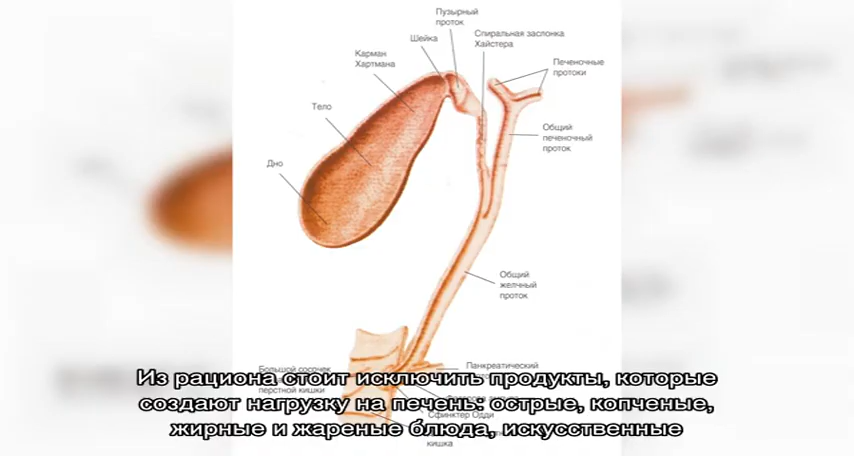 Пузырный
проток
Шейка
Спиральная заслонка
Хайстера
Карман
Хартмана
Печеночные
протоки
Тело
Общий
печеночный
проток
Дно
Общий
желчный
проток
Большой сосочек
Панкреатический
перстной кишки
Сфинктер Одди
кишка
Из рациона стоит исключить продукты, которые
создают нагрузку на печень: острые, копченые,
жирные и жареные блюда, искусственные